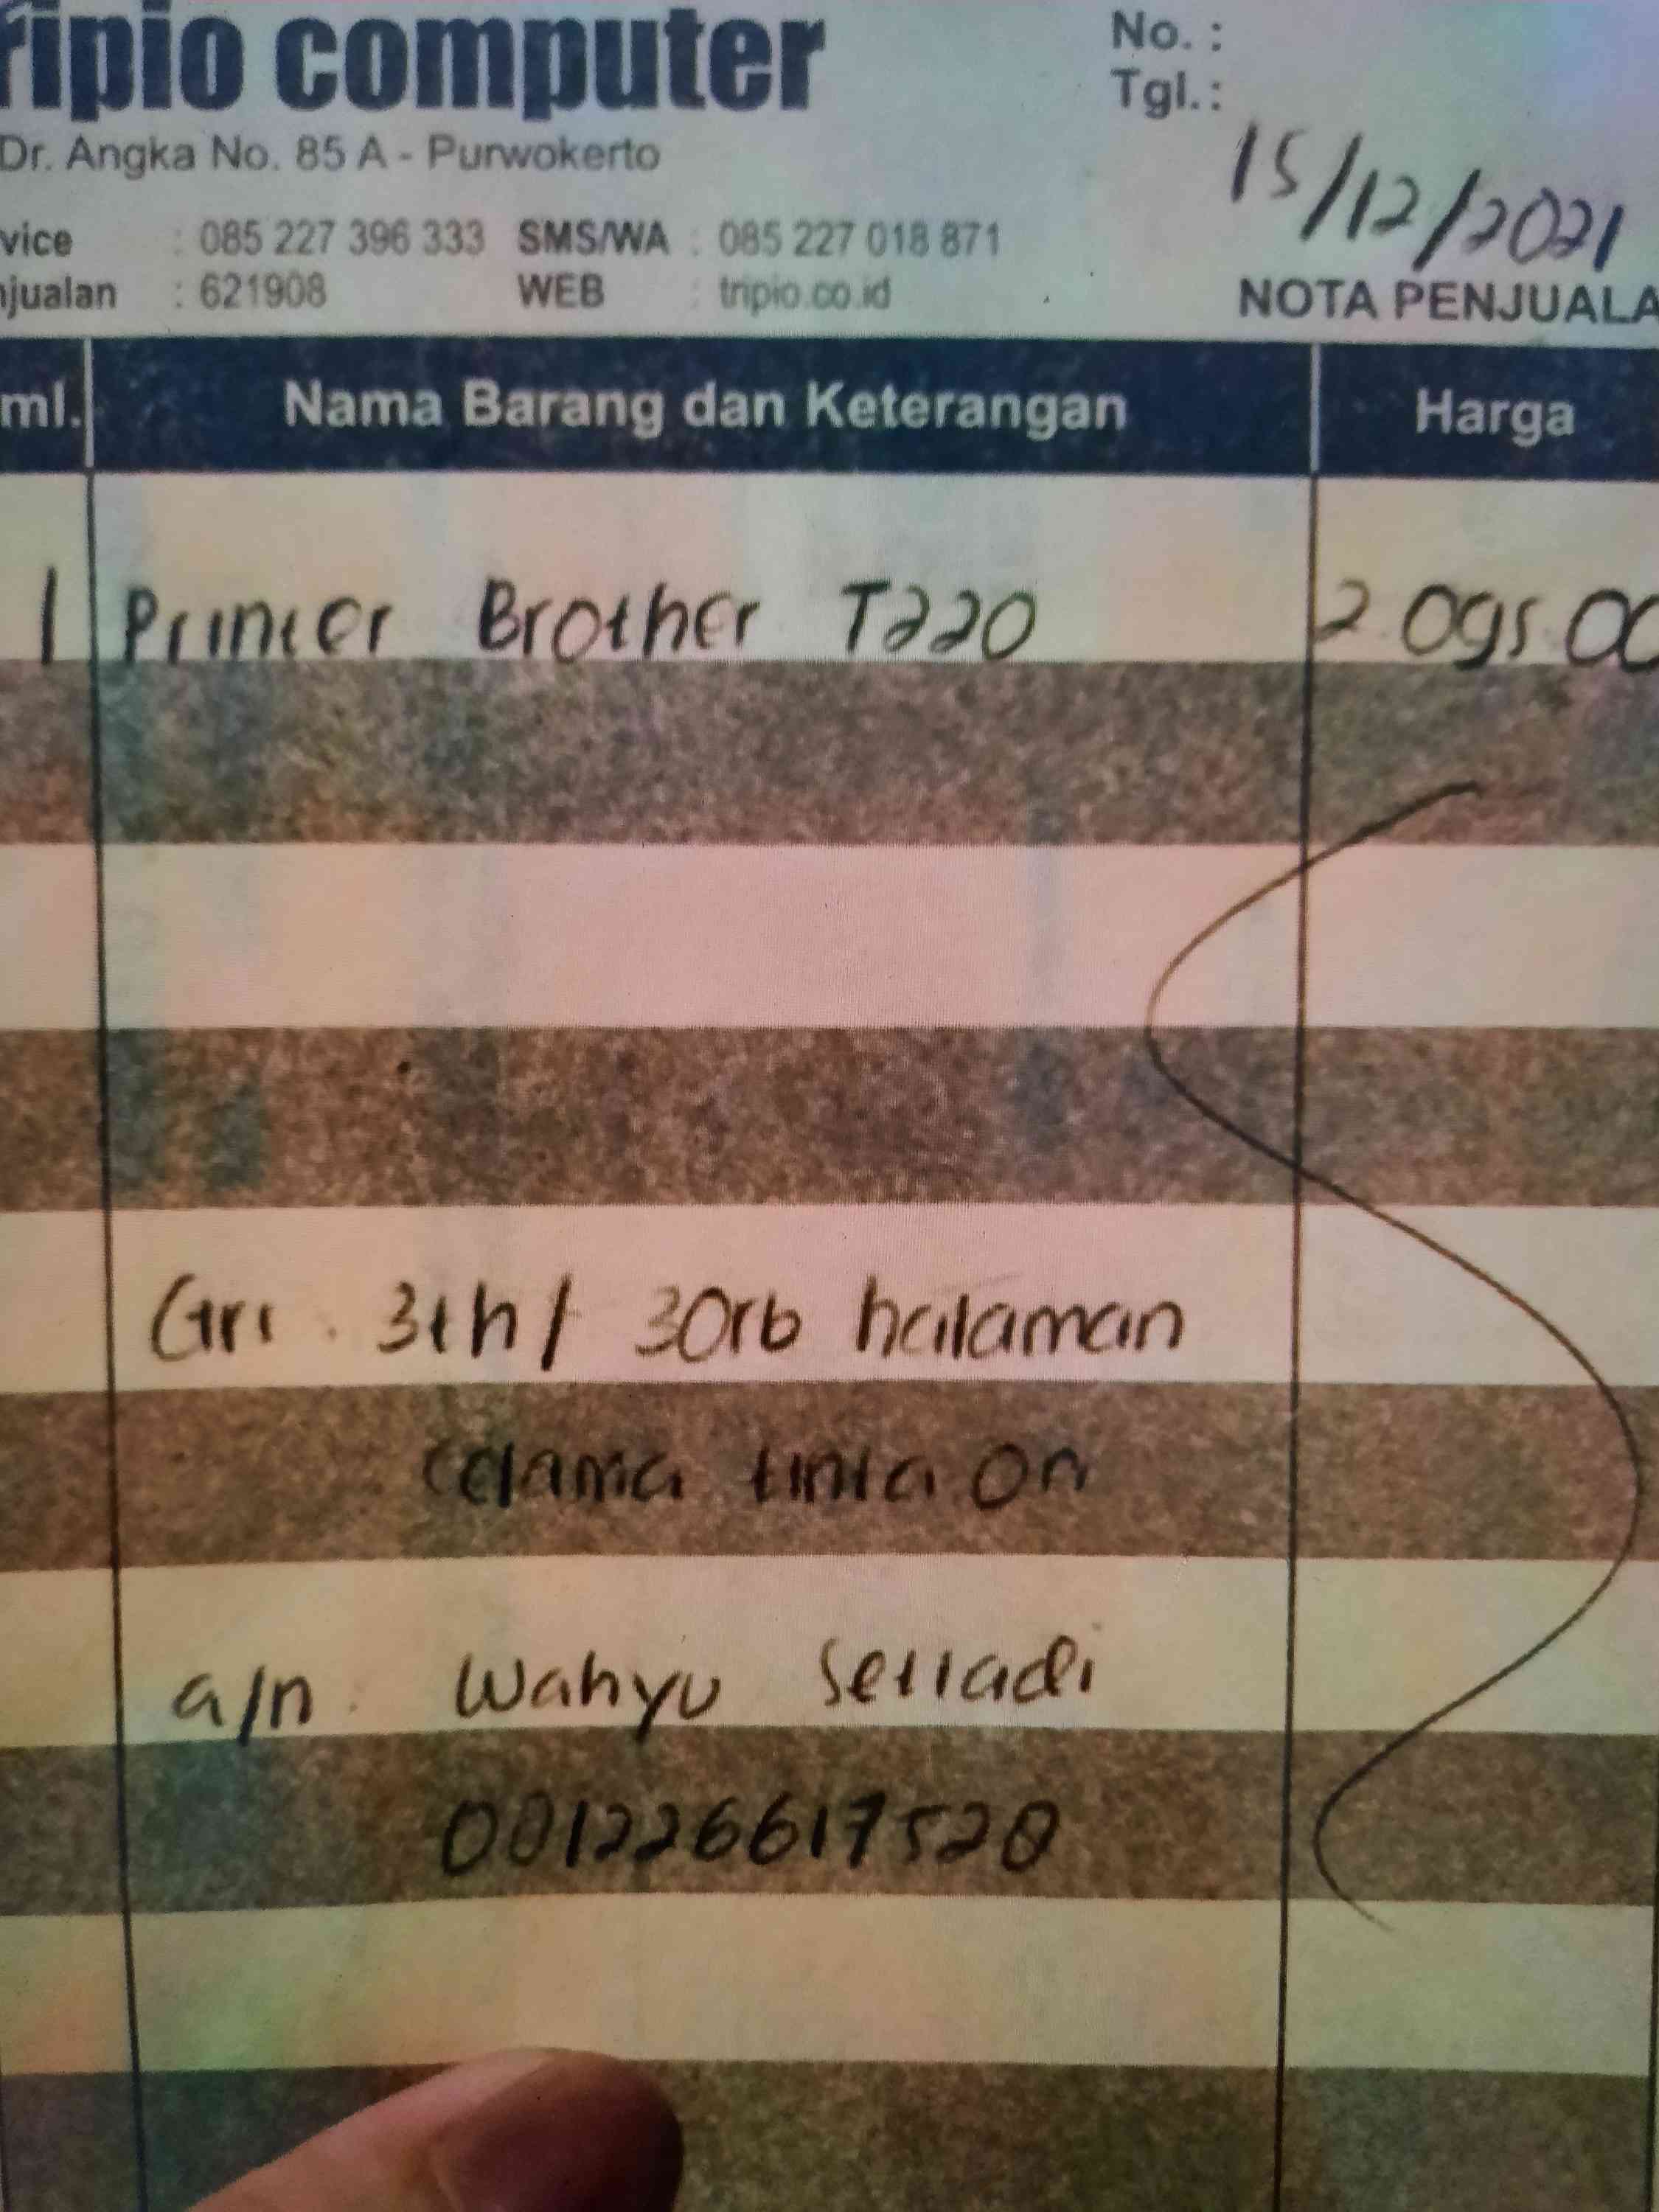 ripio computer
Dr. Angka No. 85 A - Purwokerto
vice : 085 227 396 333 SMS/WA : 085 227 018 871
njualan : 621908 WEB : tripio.co.id
No. :
Tgl. :
15/12/2021
NOTA PENJUALA
ml. Nama Barang dan Keterangan Harga
1 Printer Brother T220 2.095.00
Gri. 3th / 30rb halaman
selama tinta On
a/n. Wahyu Setiadi
001226617520